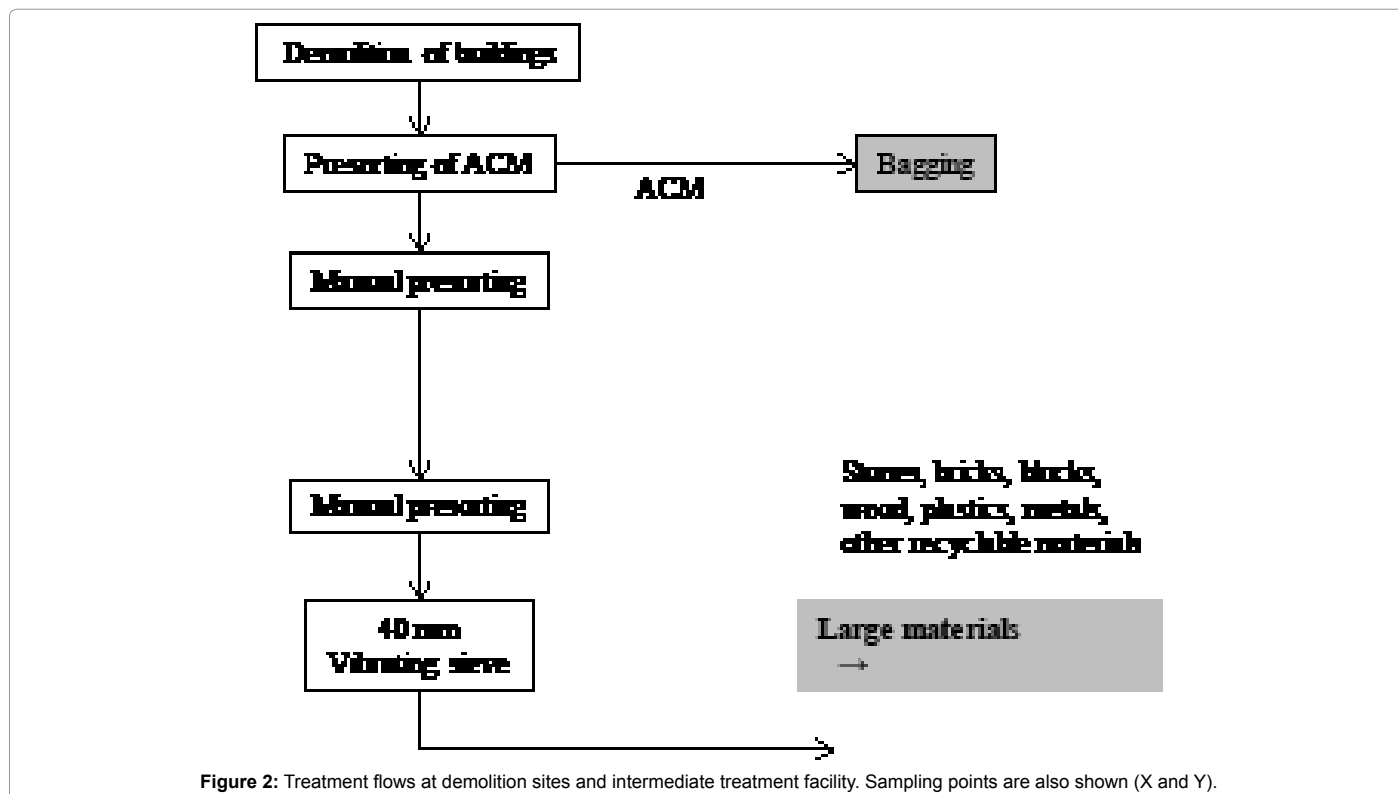 Demolition of buildings
Presorting of ACM
ACM
Bagging
Manual presorting
Manual presorting
Stones, bricks, blocks,
wood, plastics, metals,
other recyclable materials
40 mm
Vibrating sieve
Large materials
→
Figure 2: Treatment flows at demolition sites and intermediate treatment facility. Sampling points are also shown (X and Y).